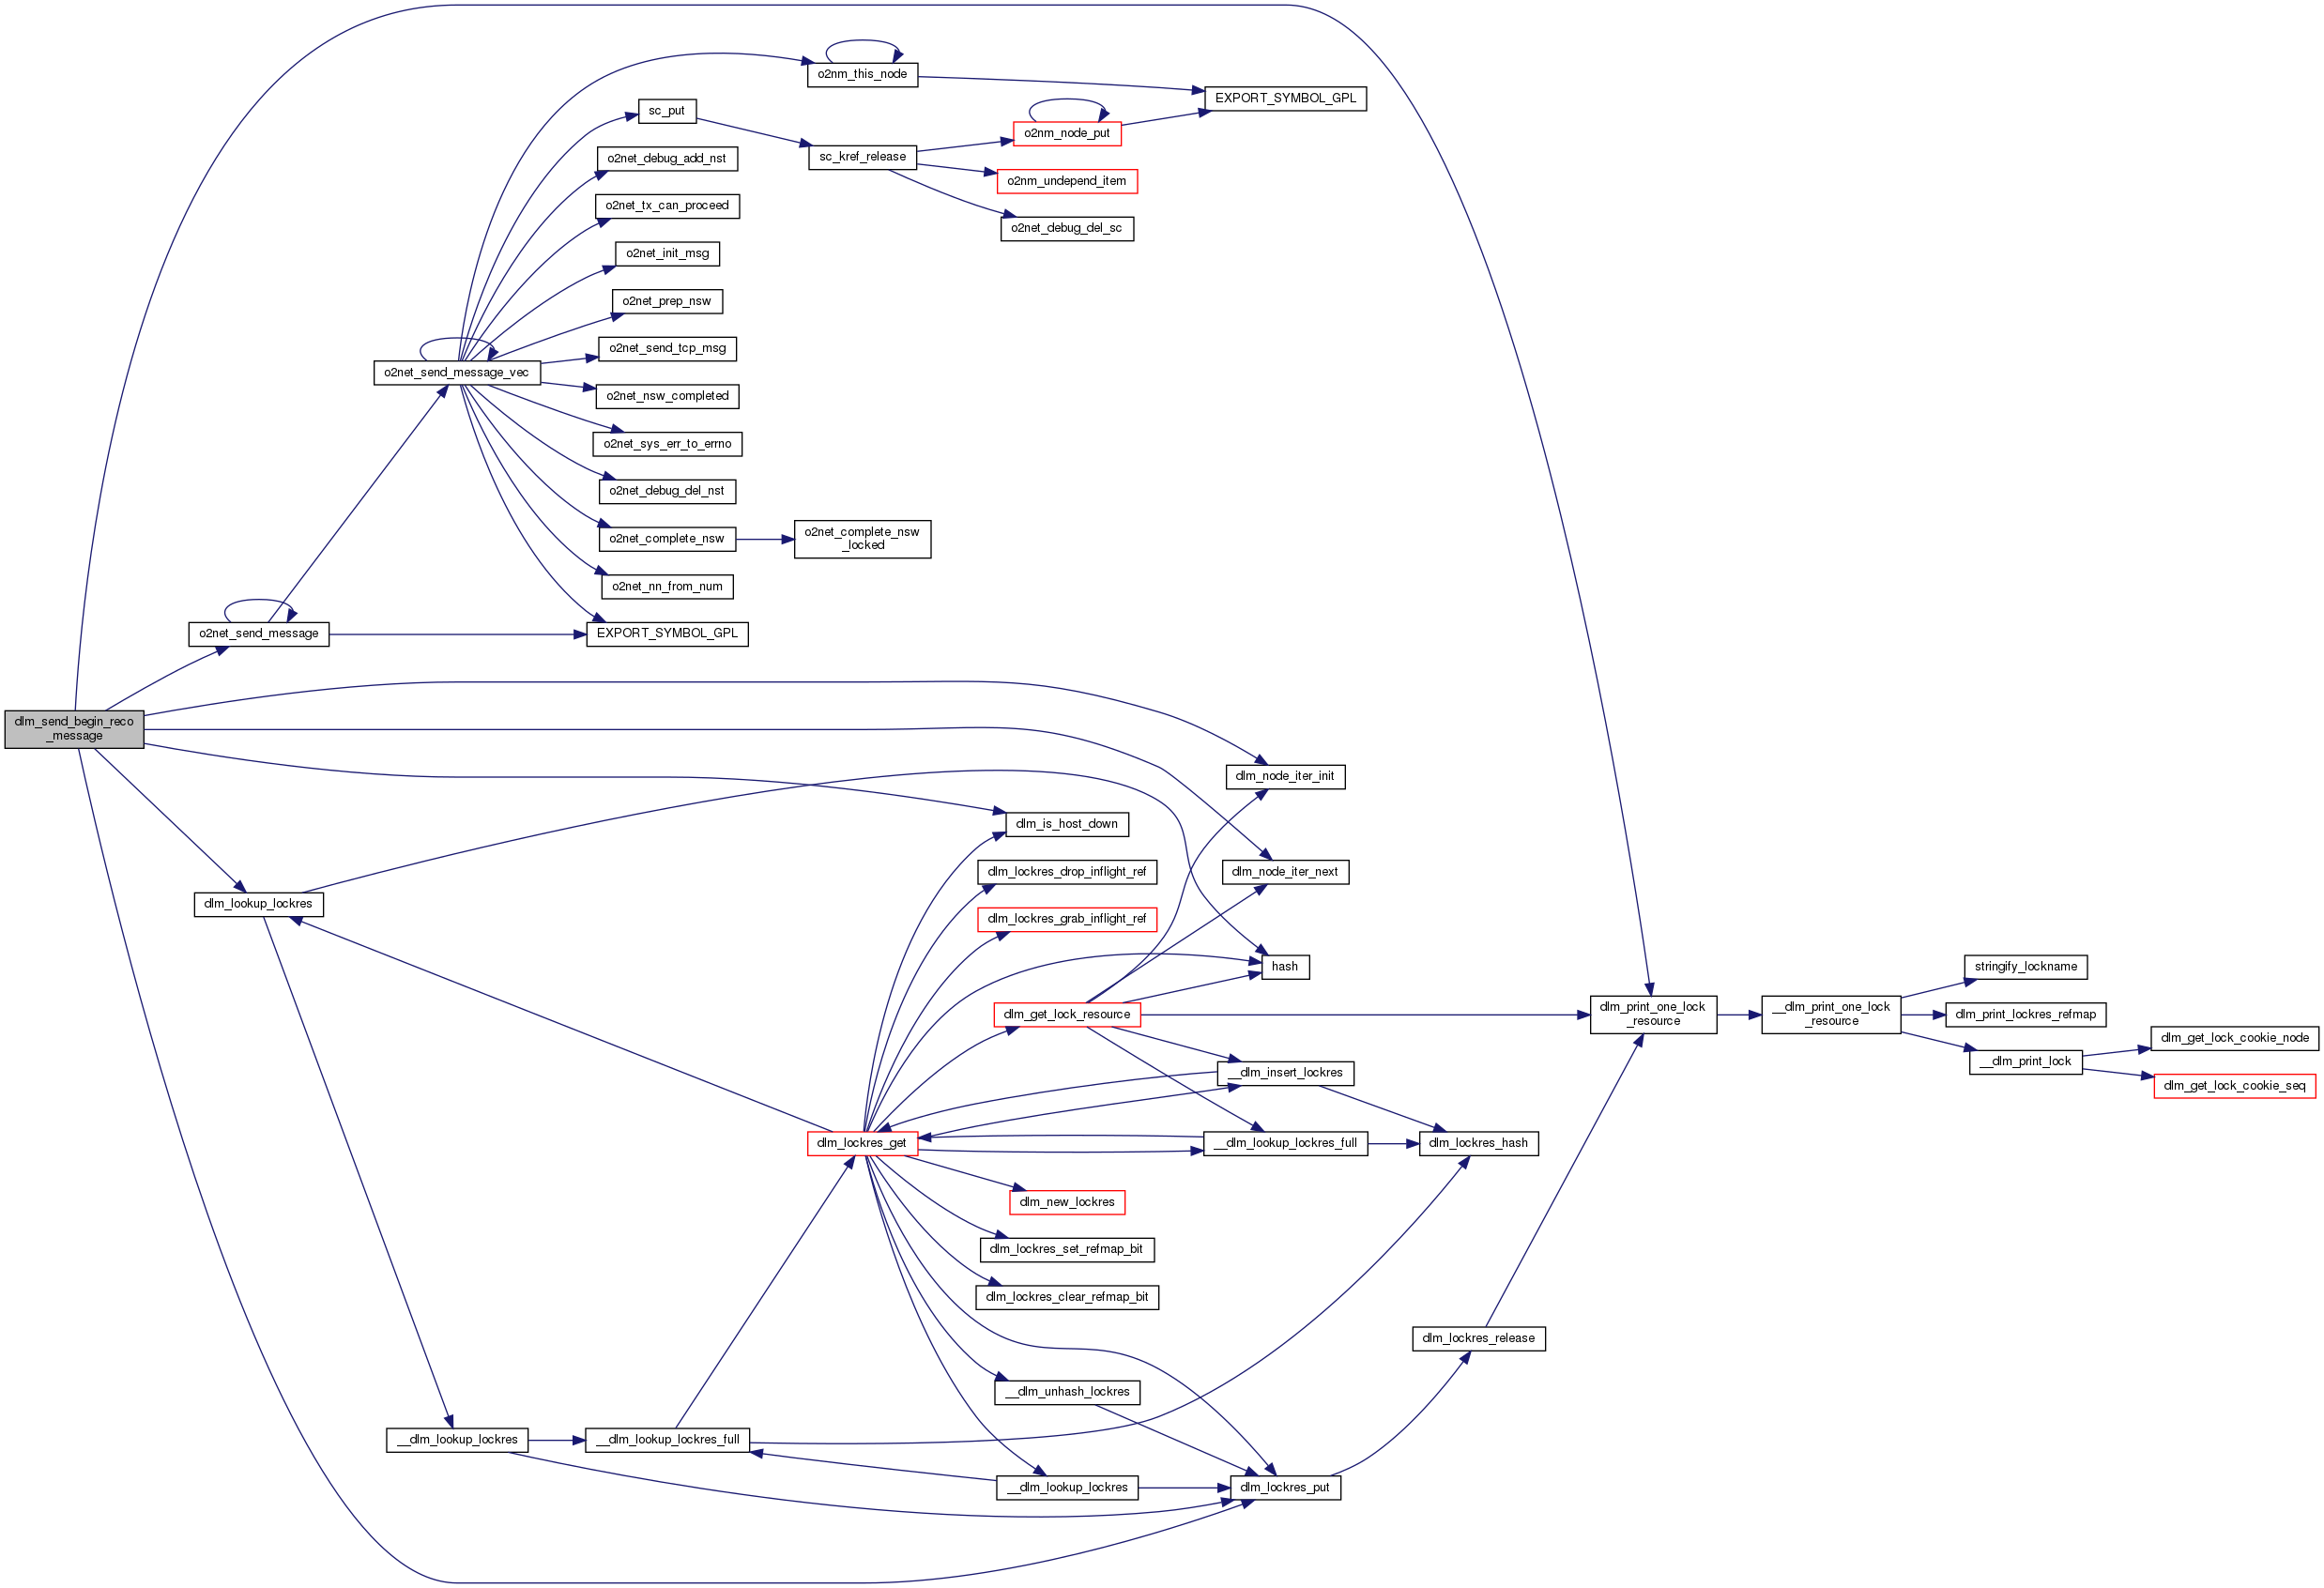 o2nm_this_node
EXPORT_SYMBOL_GPL
sc_put
o2nm_node_put
o2net_debug_add_nst
sc_kref_release
o2nm_undepend_item
o2net_tx_can_proceed
o2net_debug_del_sc
o2net_init_msg
o2net_prep_nsw
o2net_send_tcp_msg
o2net_send_message_vec
o2net_nsw_completed
o2net_sys_err_to_errno
o2net_debug_del_nst
o2net_complete_nsw
o2net_complete_nsw
_locked
o2net_nn_from_num
o2net_send_message
EXPORT_SYMBOL_GPL
dlm_send_begin_reco
_message
dlm_node_iter_init
dlm_is_host_down
dlm_lockres_drop_inflight_ref
dlm_node_iter_next
dlm_lookup_lockres
dlm_lockres_grab_inflight_ref
hash
stringify_lockname
dlm_get_lock_resource
dlm_print_one_lock
_resource
__dlm_print_one_lock
_resource
dlm_print_lockres_refmap
dlm_get_lock_cookie_node
__dlm_print_lock
__dlm_insert_lockres
dlm_get_lock_cookie_seq
dlm_lockres_get
__dlm_lookup_lockres_full
dlm_lockres_hash
dlm_new_lockres
dlm_lockres_set_refmap_bit
dlm_lockres_clear_refmap_bit
dlm_lockres_release
__dlm_unhash_lockres
__dlm_lookup_lockres
__dlm_lookup_lockres_full
__dlm_lookup_lockres
dlm_lockres_put